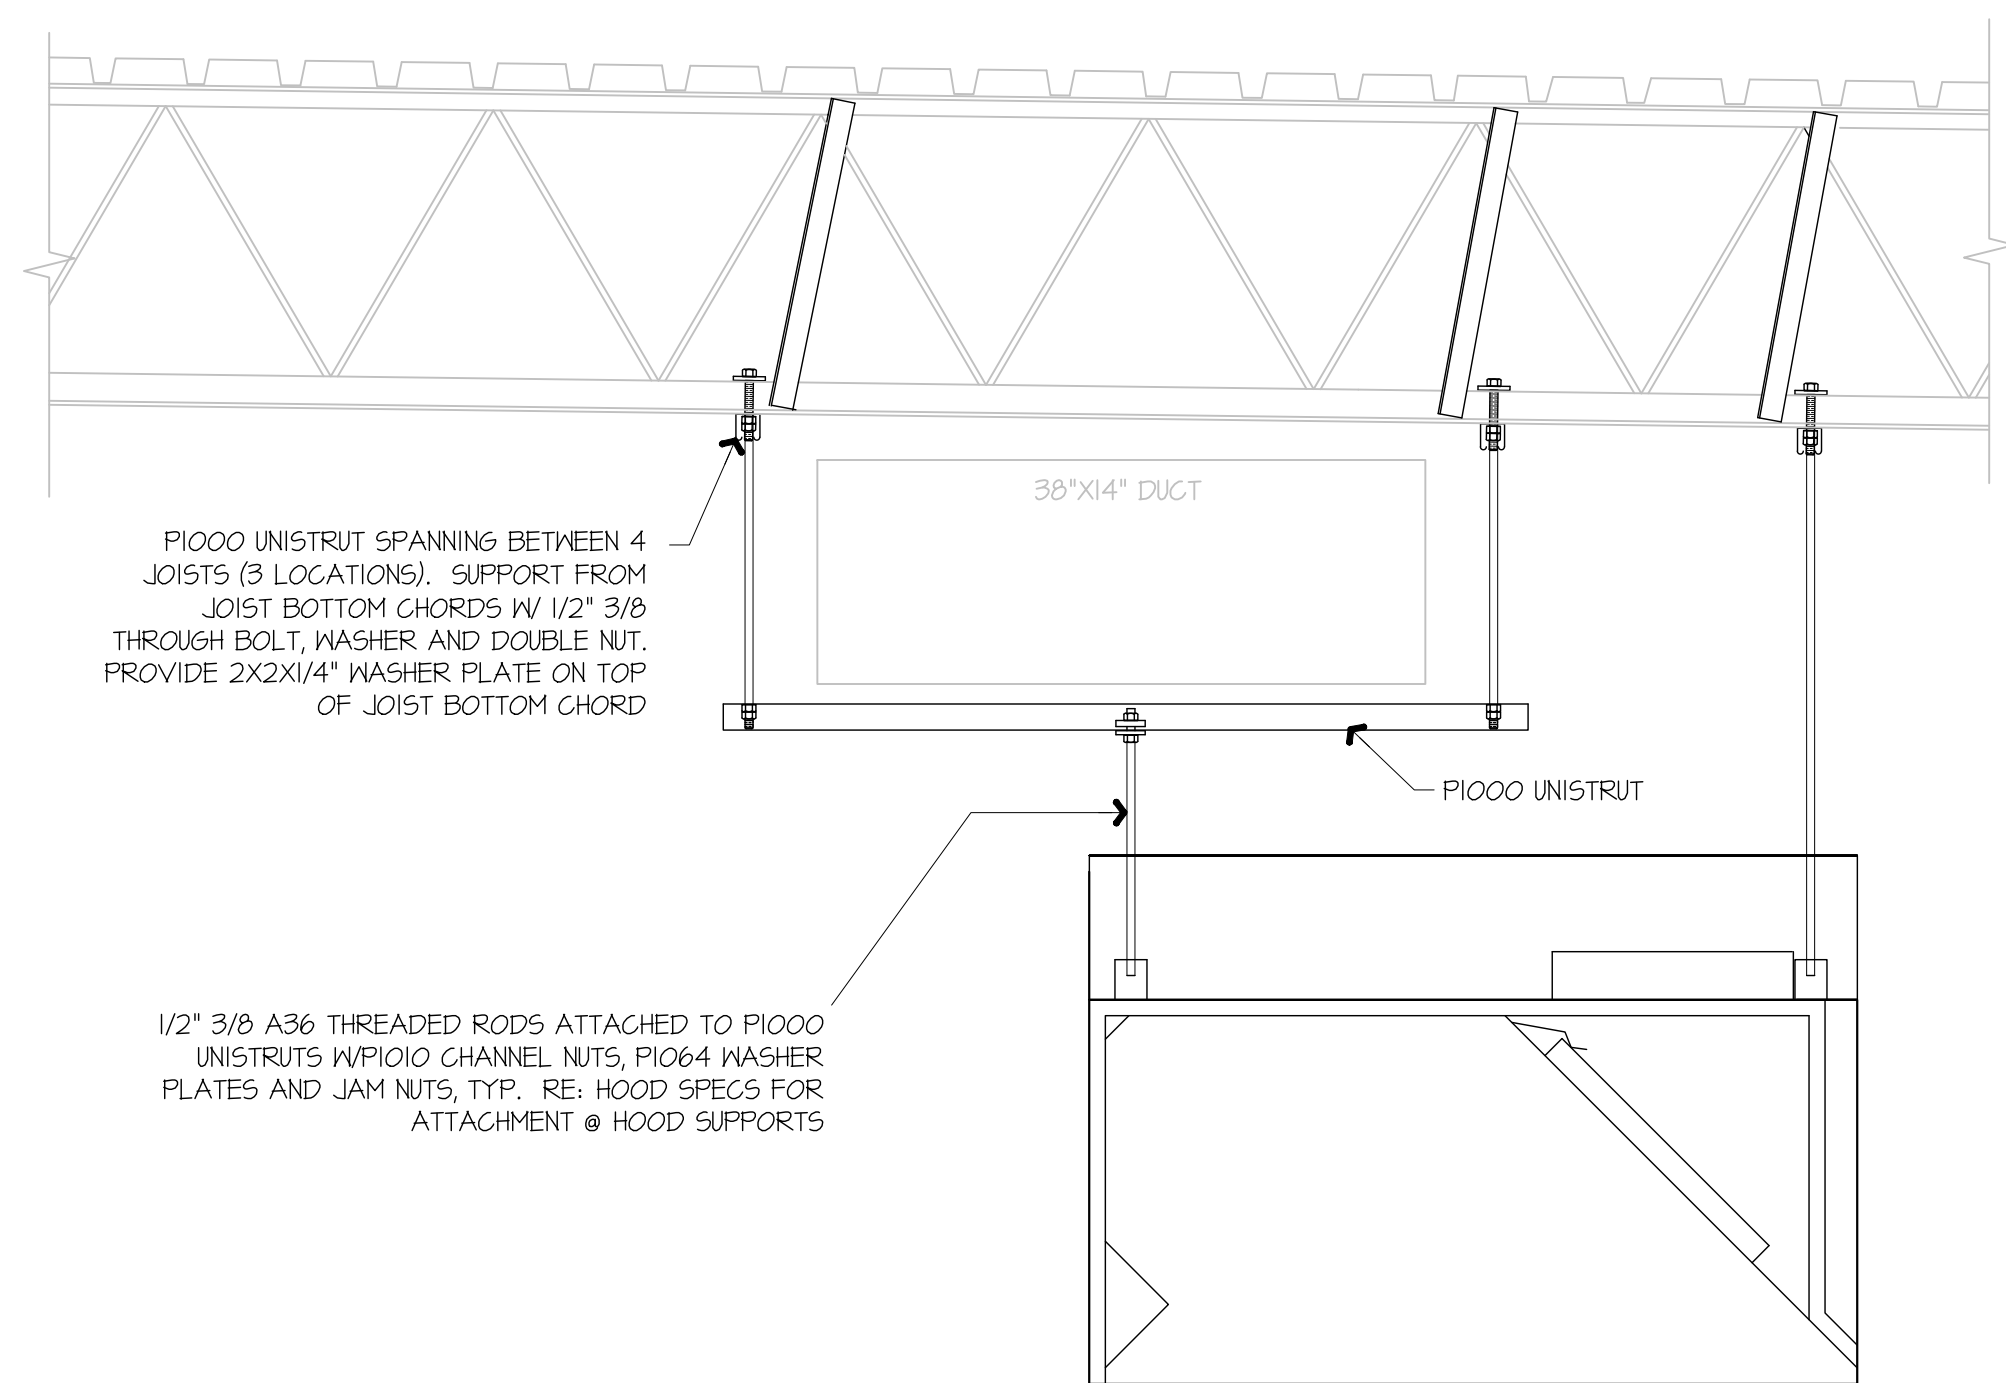 38"X14" DUCT
P1000 UNISTRUT SPANNING BETWEEN 4
JOISTS (3 LOCATIONS).  SUPPORT FROM
JOIST BOTTOM CHORDS W/ 1/2" 3/8
THROUGH BOLT, WASHER AND DOUBLE NUT.
PROVIDE 2X2X1/4" WASHER PLATE ON TOP
OF JOIST BOTTOM CHORD
P1000 UNISTRUT
1/2" 3/8 A36 THREADED RODS ATTACHED TO P1000
UNISTRUTS W/P1010 CHANNEL NUTS, P1064 WASHER
PLATES AND JAM NUTS, TYP.  RE: HOOD SPECS FOR
ATTACHMENT @ HOOD SUPPORTS